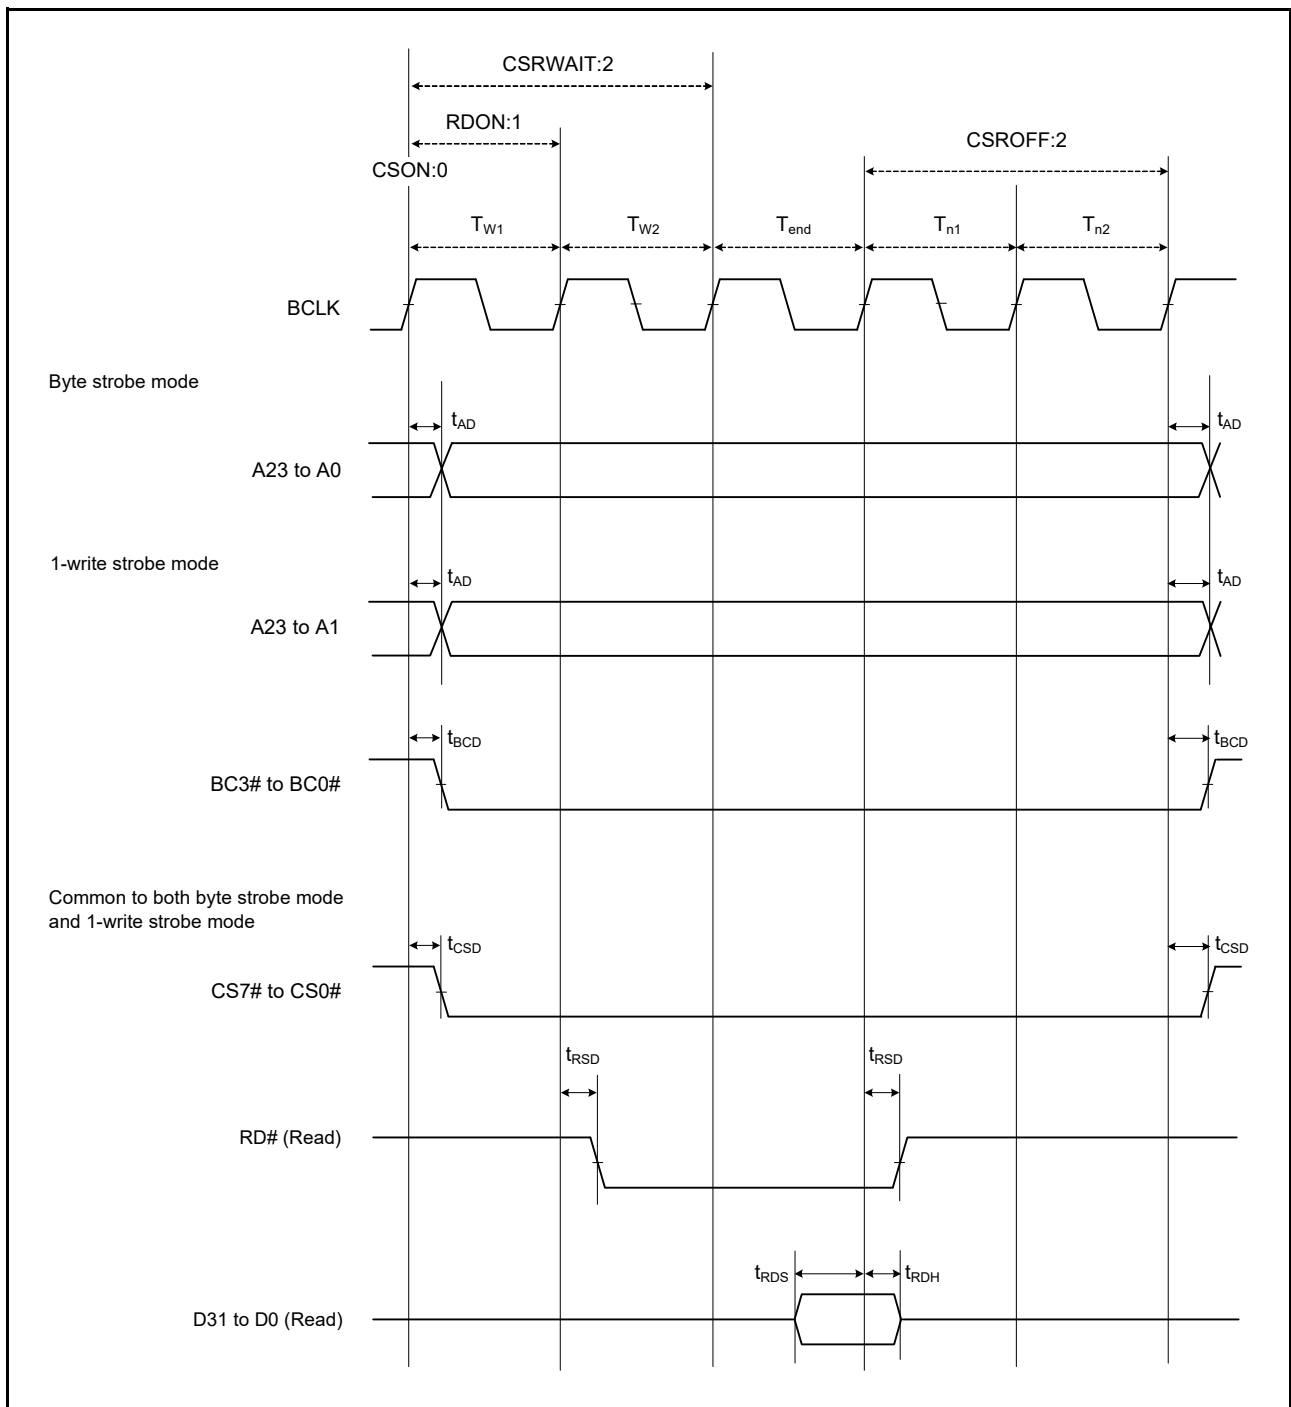 CSRWAIT:2
RDON:1
CSROFF:2
CSON:0
TW1 TW2 Tend Tn1 Tn2
BCLK
Byte strobe mode
tAD tAD
A23 to A0
1-write strobe mode
tAD tAD
A23 to A1
tBCD tBCD
BC3# to BC0#
Common to both byte strobe mode
and 1-write strobe mode
tCSD tCSD
CS7# to CS0#
tRSD tRSD
RD# (Read)
tRDS tRDH
D31 to D0 (Read)